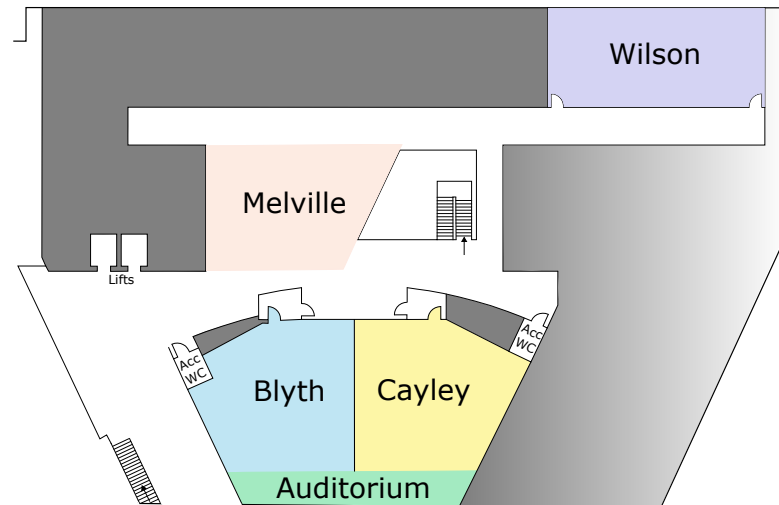 Wilson
Melville
Lifts
Acc
WC
Acc
WC
Blyth
Cayley
Auditorium